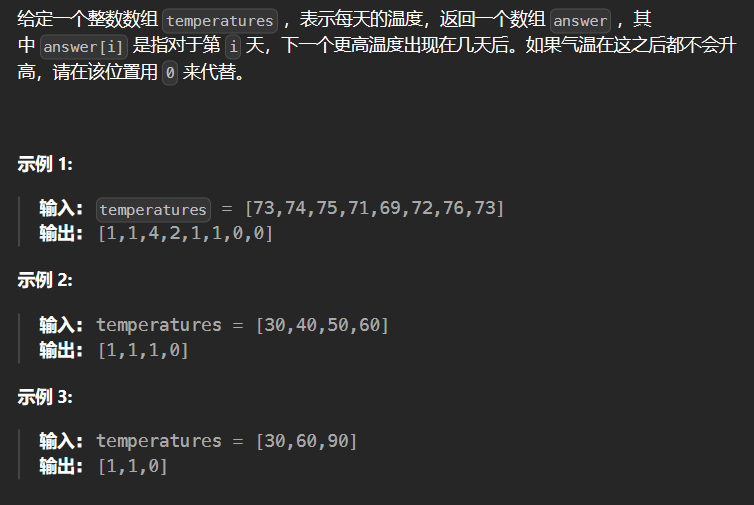 给定一个整数数组 temperatures ，表示每天的温度，返回一个数组 answer ，其
中 answer[i] 是指对于第 i 天，下一个更高温度出现在几天后。如果气温在这之后都不会升
高，请在该位置用 0 来代替。
示例 1:
输入: temperatures = [73,74,75,71,69,72,76,73]
输出: [1,1,4,2,1,1,0,0]
示例 2:
输入: temperatures = [30,40,50,60]
输出: [1,1,1,0]
示例 3:
输入: temperatures = [30,60,90]
输出: [1,1,0]